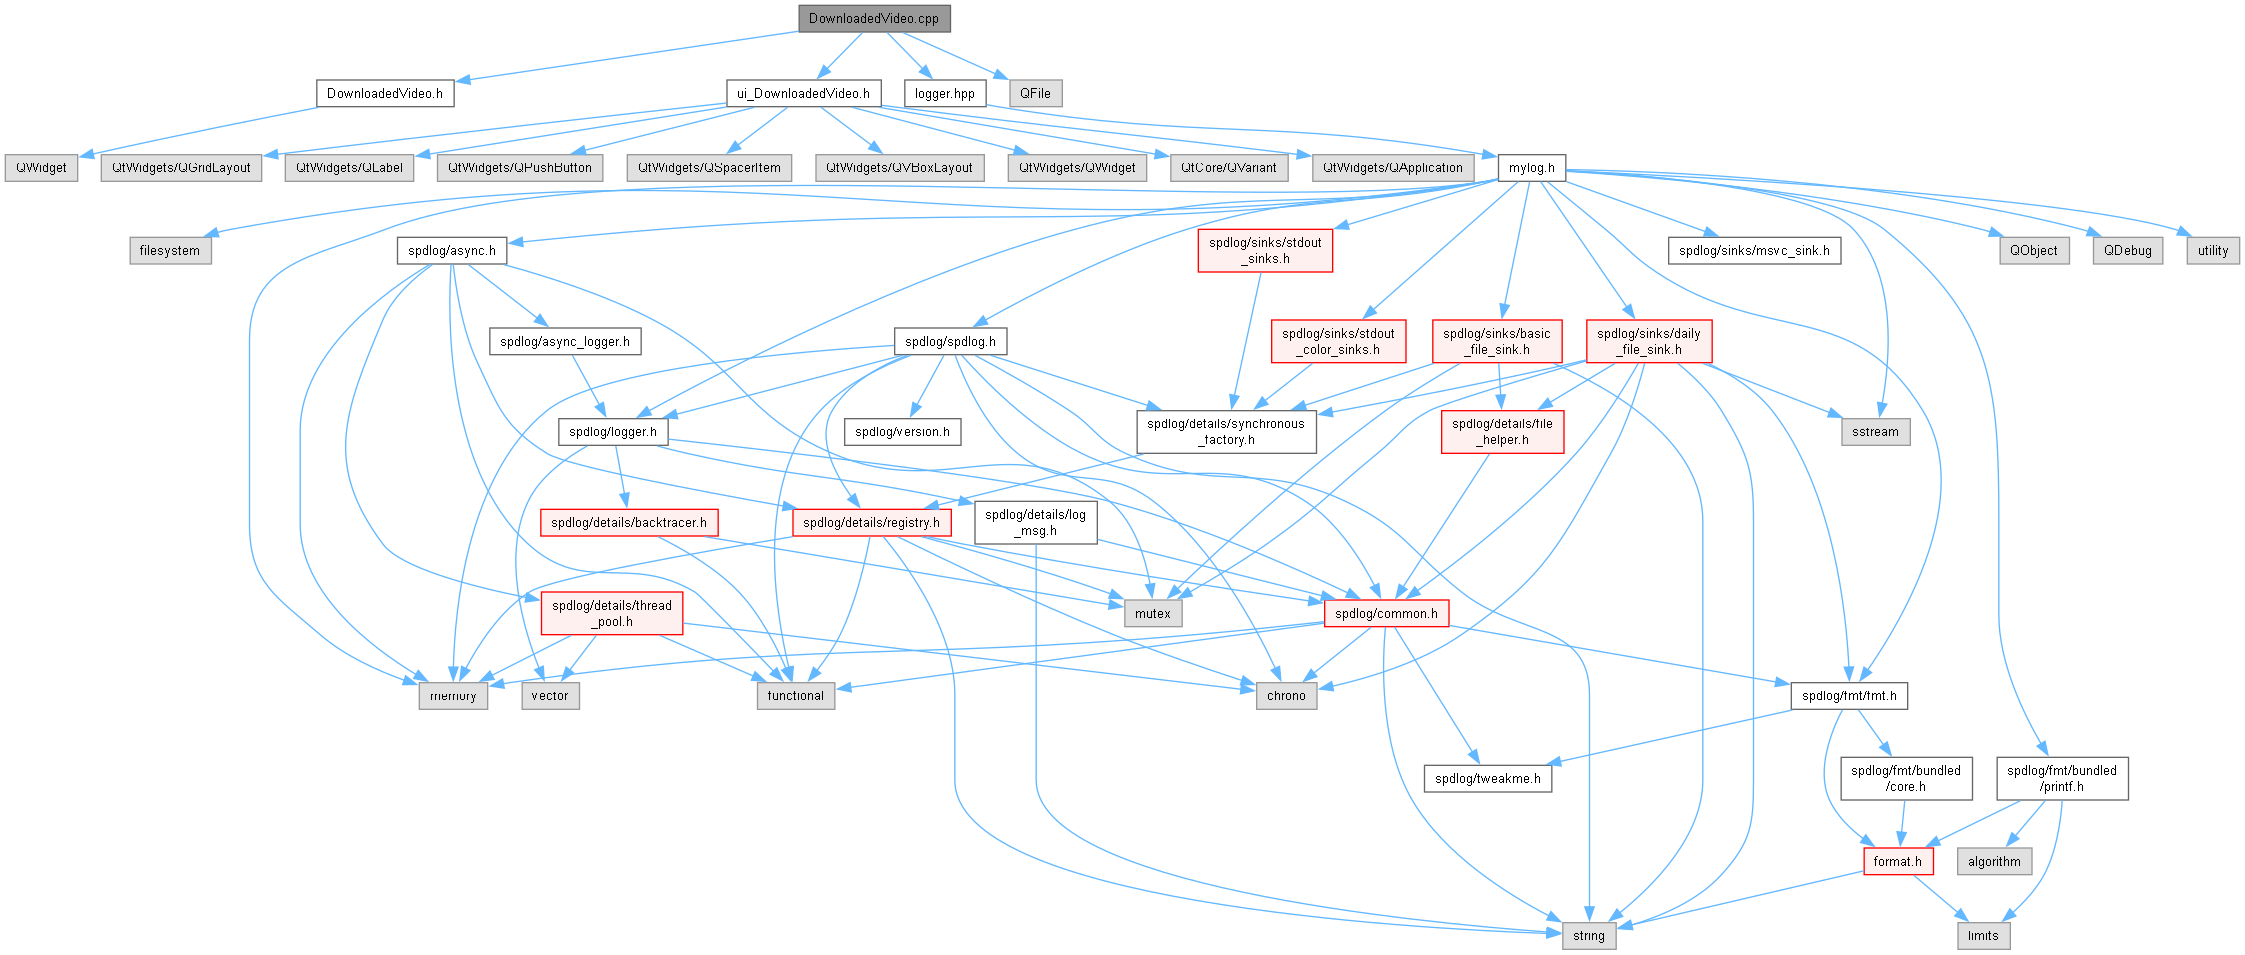 DownloadedVideo.cpp
DownloadedVideo.h
ui_DownloadedVideo.h
logger.hpp
QFile
QWidget
QtWidgets/QGridLayout
QtWidgets/QLabel
QtWidgets/QPushButton
QtWidgets/QSpacerItem
QtWidgets/QVBoxLayout
QtWidgets/QWidget
QtCore/QVariant
QtWidgets/QApplication
mylog.h
filesystem
spdlog/async.h
spdlog/sinks/stdout
_sinks.h
spdlog/sinks/msvc_sink.h
QObject
QDebug
utility
spdlog/async_logger.h
spdlog/spdlog.h
spdlog/sinks/stdout
_color_sinks.h
spdlog/sinks/basic
_file_sink.h
spdlog/sinks/daily
_file_sink.h
spdlog/logger.h
spdlog/version.h
spdlog/details/synchronous
_factory.h
spdlog/details/file
_helper.h
sstream
spdlog/details/backtracer.h
spdlog/details/registry.h
spdlog/details/log
_msg.h
spdlog/details/thread
_pool.h
mutex
spdlog/common.h
memory
vector
functional
chrono
spdlog/fmt/fmt.h
spdlog/tweakme.h
spdlog/fmt/bundled
/core.h
spdlog/fmt/bundled
/printf.h
format.h
algorithm
string
limits